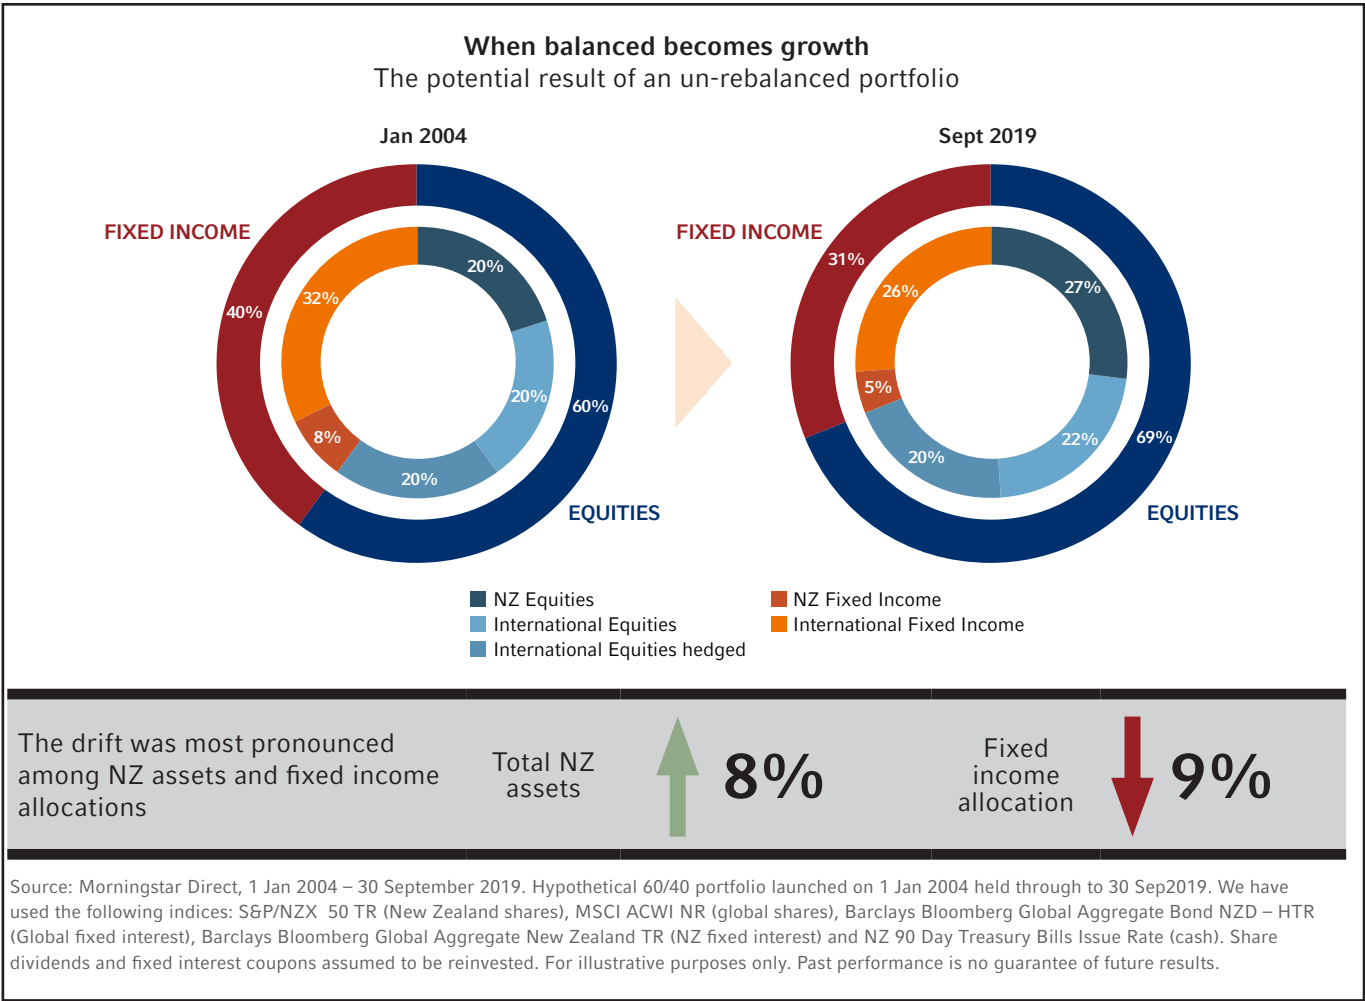 When balanced becomes growth
The potential result of an un-rebalanced portfolio
Jan 2004
FIXED INCOME
40%
32%
20%
20%
60%
8%
20%
EQUITIES
Sept 2019
FIXED INCOME
31%
26%
27%
5%
22%
69%
20%
EQUITIES
NZ Equities
International Equities
International Equities hedged
NZ Fixed Income
International Fixed Income
The drift was most pronounced
among NZ assets and fixed income
allocations
Total NZ
assets
8%
Fixed
income
allocation
9%
Source: Morningstar Direct, 1 Jan 2004 – 30 September 2019. Hypothetical 60/40 portfolio launched on 1 Jan 2004 held through to 30 Sep2019. We have
used the following indices: S&P/NZX  50 TR (New Zealand shares), MSCI ACWI NR (global shares), Barclays Bloomberg Global Aggregate Bond NZD – HTR
(Global fixed interest), Barclays Bloomberg Global Aggregate New Zealand TR (NZ fixed interest) and NZ 90 Day Treasury Bills Issue Rate (cash). Share
dividends and fixed interest coupons assumed to be reinvested. For illustrative purposes only. Past performance is no guarantee of future results.